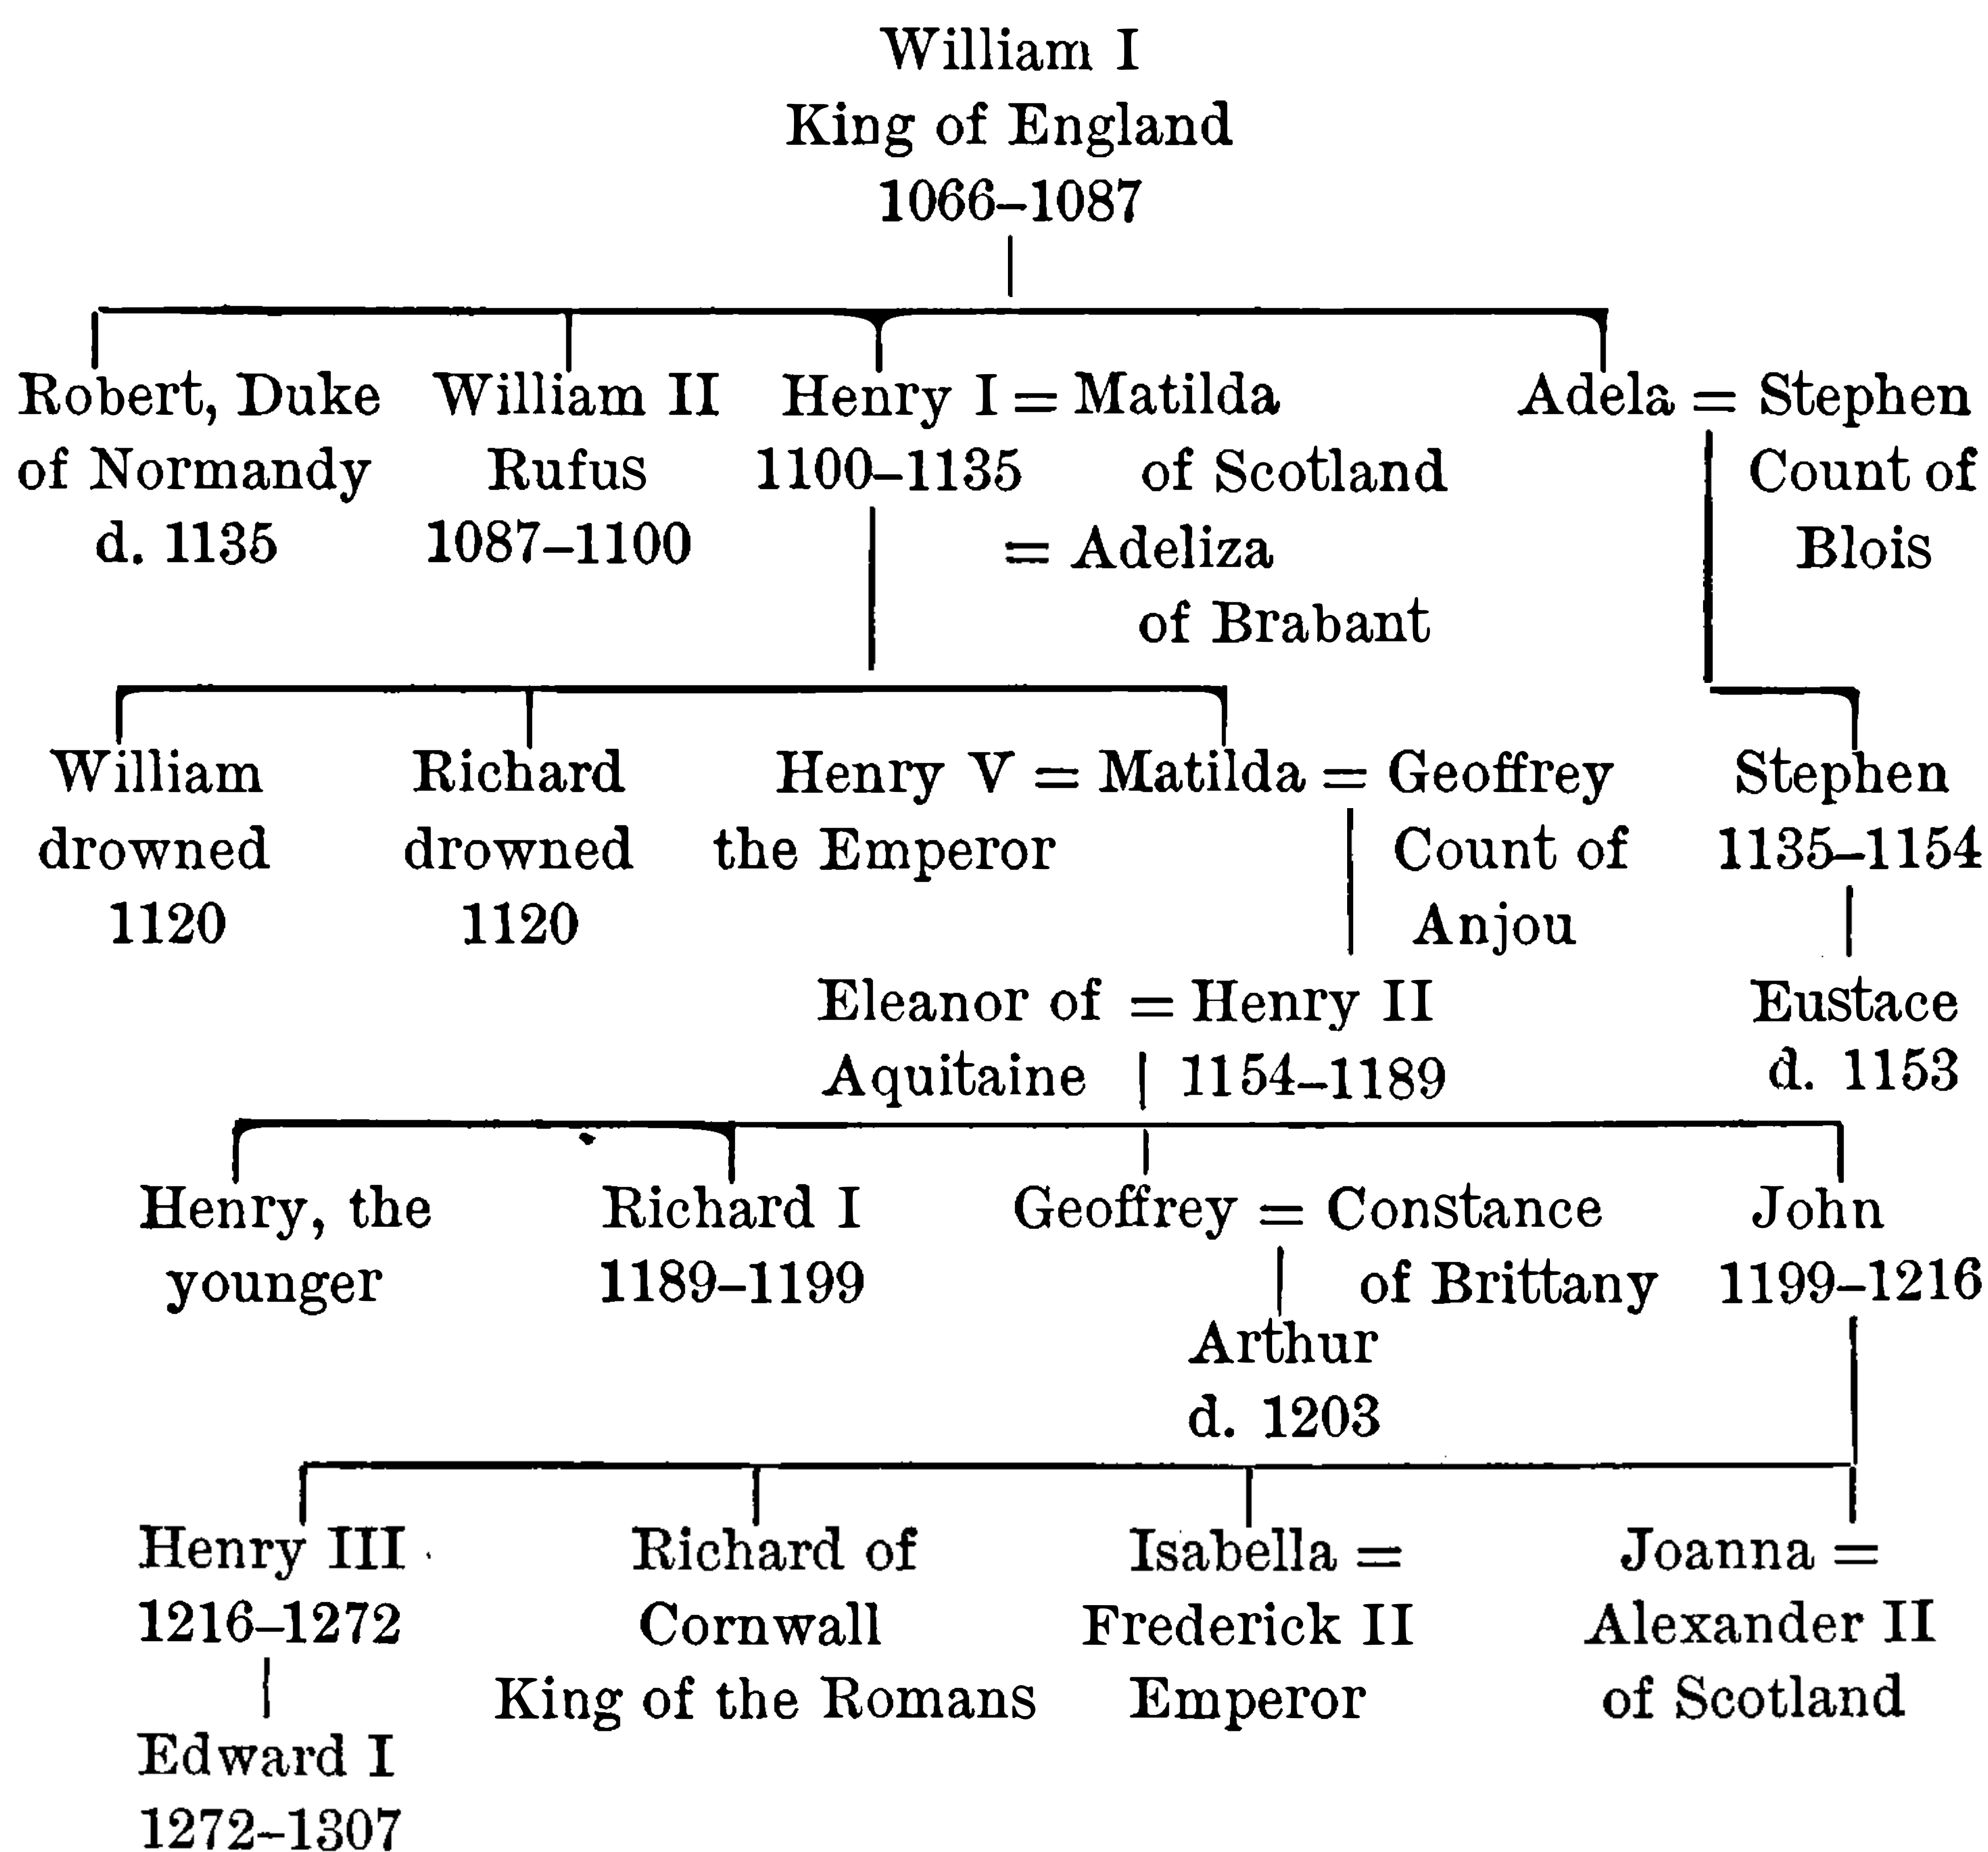 William I
King of England
1066–1087
Robert, Duke William II Henry I = Matilda Adela = Stephen
of Normandy Rufus 1100–1135 of Scotland Count of
d. 1135 1087–1100 = Adeliza Blois
of Brabant
William Richard Henry V = Matilda = Geoffrey Stephen
drowned drowned the Emperor Count of 1135–1154
1120 1120 Anjou
Eleanor of = Henry II Eustace
Aquitaine 1154–1189 d. 1153
Henry, the Richard I Geoffrey = Constance John
younger 1189–1199 of Brittany 1199–1216
Arthur
d. 1203
Henry III Richard of Isabella = Joanna =
1216–1272 Cornwall Frederick II Alexander II
King of the Romans Emperor of Scotland
Edward I
1272–1307